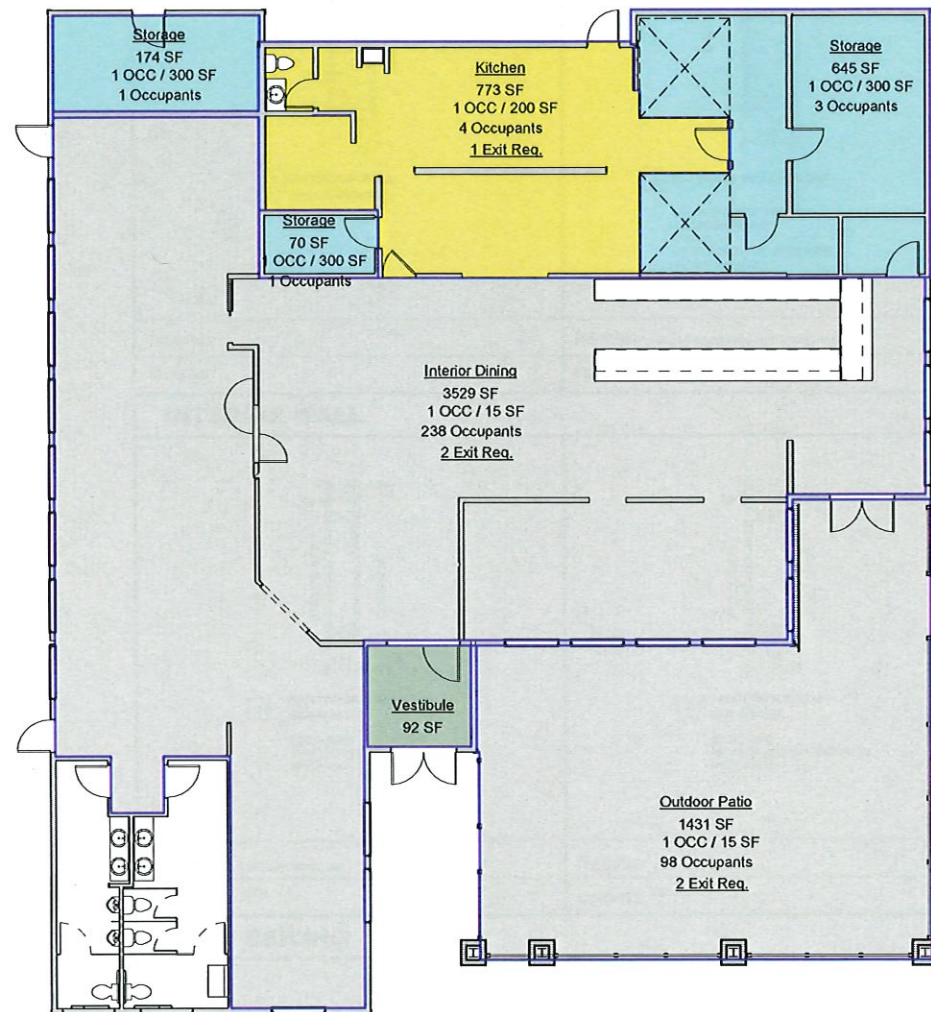 Storage
174 SF
1 OCC / 300 SF
1 Occupants
Kitchen
773 SF
1 OCC / 200 SF
4 Occupants
1 Exit Req.
Storage
645 SF
1 OCC / 300 SF
3 Occupants
Storage
70 SF
OCC / 300 SF
1 Occupants
Interior Dining
3529 SF
1 OCC / 15 SF
238 Occupants
2 Exit Req.
Vestibule
92 SF
Outdoor Patio
1431 SF
1 OCC / 15 SF
98 Occupants
2 Exit Req.